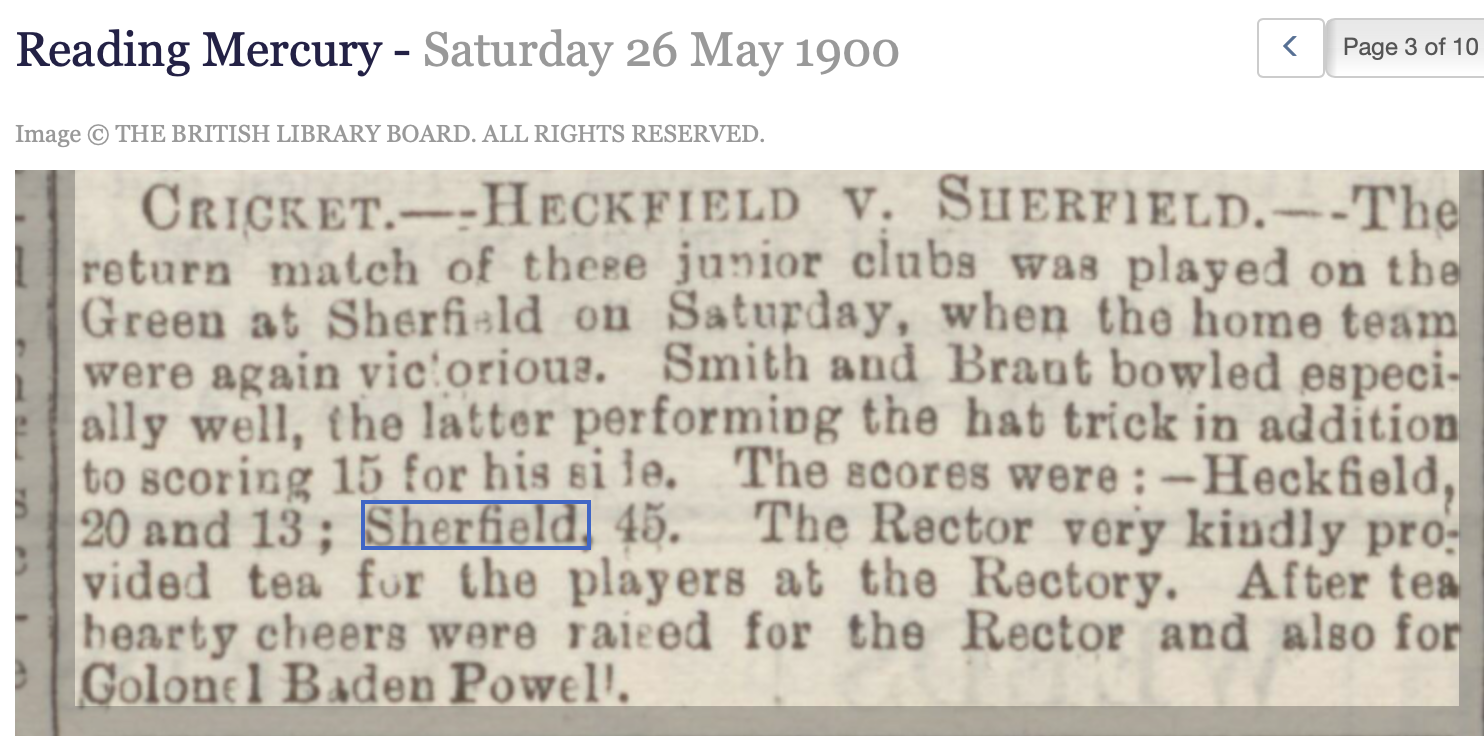 Reading Mercury - Saturday 26 May 1900
< Page 3 of 10
Image © THE BRITISH LIBRARY BOARD. ALL RIGHTS RESERVED.
CRICKET.—-HECKFIELD V. SHERFIELD.—-The
return match of these junior clubs was played on the
Green at Sherfield on Saturday, when the home team
were again victorious. Smith and Brant bowled especi-
ally well, the latter performing the hat trick in addition
to scoring 15 for his side. The scores were :—Heckfield,
20 and 13 ; Sherfield, 45. The Rector very kindly pro-
vided tea for the players at the Rectory. After tea
hearty cheers were raised for the Rector and also for
Colonel Baden Powell.